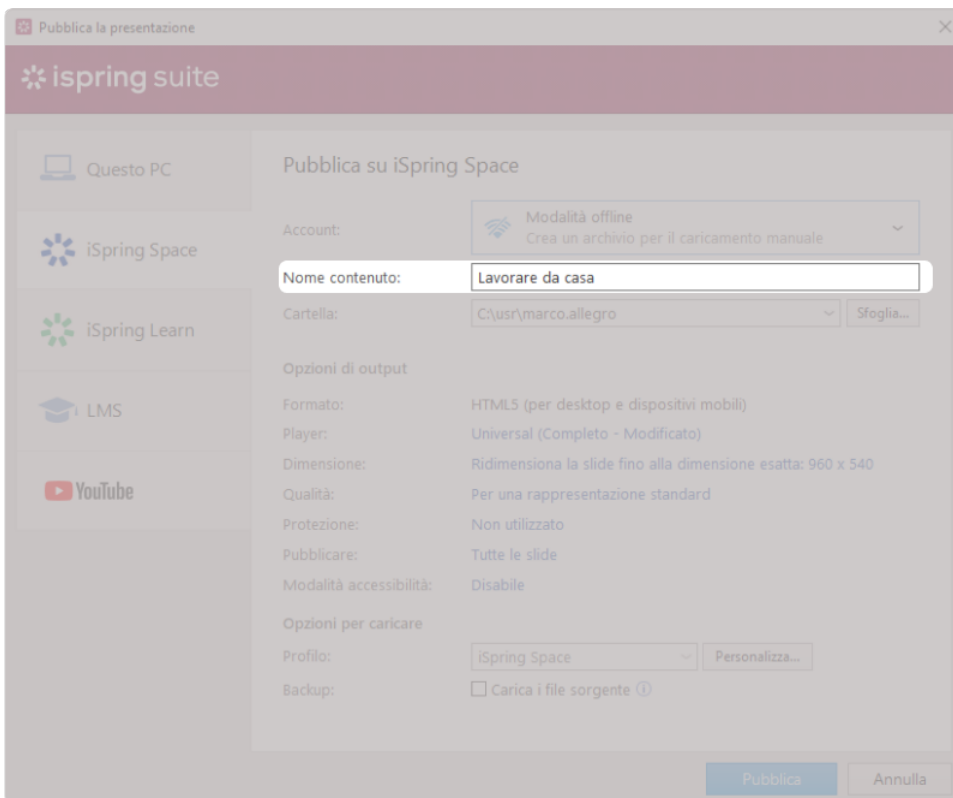 Pubblica la presentazione
ispring suite
Questo PC
iSpring Space
iSpring Learn
LMS
YouTube
Pubblica su iSpring Space
Account: Modalità offline
Crea un archivio per il caricamento manuale
Nome contenuto: Lavorare da casa
Cartella: C:\usr\marco.allegro Sfoglia...
Opzioni di output
Formato: HTML5 (per desktop e dispositivi mobili)
Player: Universal (Completo - Modificato)
Dimensione: Ridimensiona la slide fino alla dimensione esatta: 960 x 540
Qualità: Per una rappresentazione standard
Protezione: Non utilizzato
Pubblicare: Tutte le slide
Modalità accessibilità: Disabile
Opzioni per caricare
Profilo: iSpring Space Personalizza...
Backup: Carica i file sorgente
Pubblica Annulla